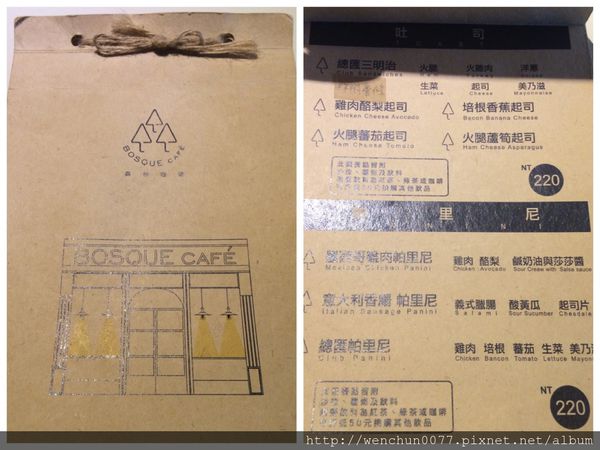 BOSQUE CAFÉ
森林咖啡
BOSQUE CAFÉ
吐司
總匯三明治 火腿 火雞肉 洋蔥
Club Sandwiches
生菜 起司 美乃滋
Lettuce Cheese Mayonnaise
雞肉酪梨起司 培根香蕉起司
Chicken Cheese Avocado Bacon Banana Cheese
火腿蕃茄起司 火腿蘆筍起司
Ham Cheese Tomato Ham Cheese Asparagus
NT 220
里尼
墨西哥雞肉帕里尼 雞肉 酪梨 鹹奶油與莎莎醬
Mexican Chicken Panini Chicken Avocado Sour Cream with Salsa sauce
意大利香腸 帕里尼 義式臘腸 酸黃瓜 起司片
Italian Sausage Panini Salami Sour Sucumber Chesdale
總匯帕里尼 雞肉 培根 蕃茄 生菜 美乃滋
Chicken Bancon Tomato Lettuce Mayonna
NT 220
http://wenchun0077.pixnet.net/album